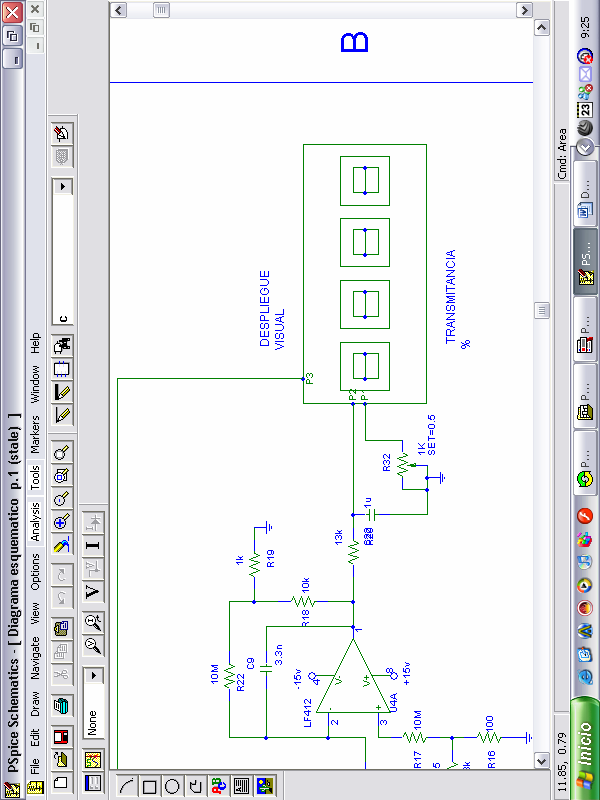 PSpice Schematics - [ Diagrama esquematico p.1 (stale) ]
File Edit Draw Navigate View Options Analysis Tools Markers Window Help
c
None
V I
B
DESPLIEGUE
VISUAL
P3
P2
TRANSMITANCIA
%
10M
R22
C9
3.3n
1k
R19
10k
R18
13k
1u
R32
1K
SET=0.5
-15v
4
V-
LF412
2
-
1
3
+
V+
8
+15v
U4A
10M
R17
100
R16
11.85, 0.79
Cmd: Area
Inicio
P...
P...
P...
PS...
D...
23
9:25